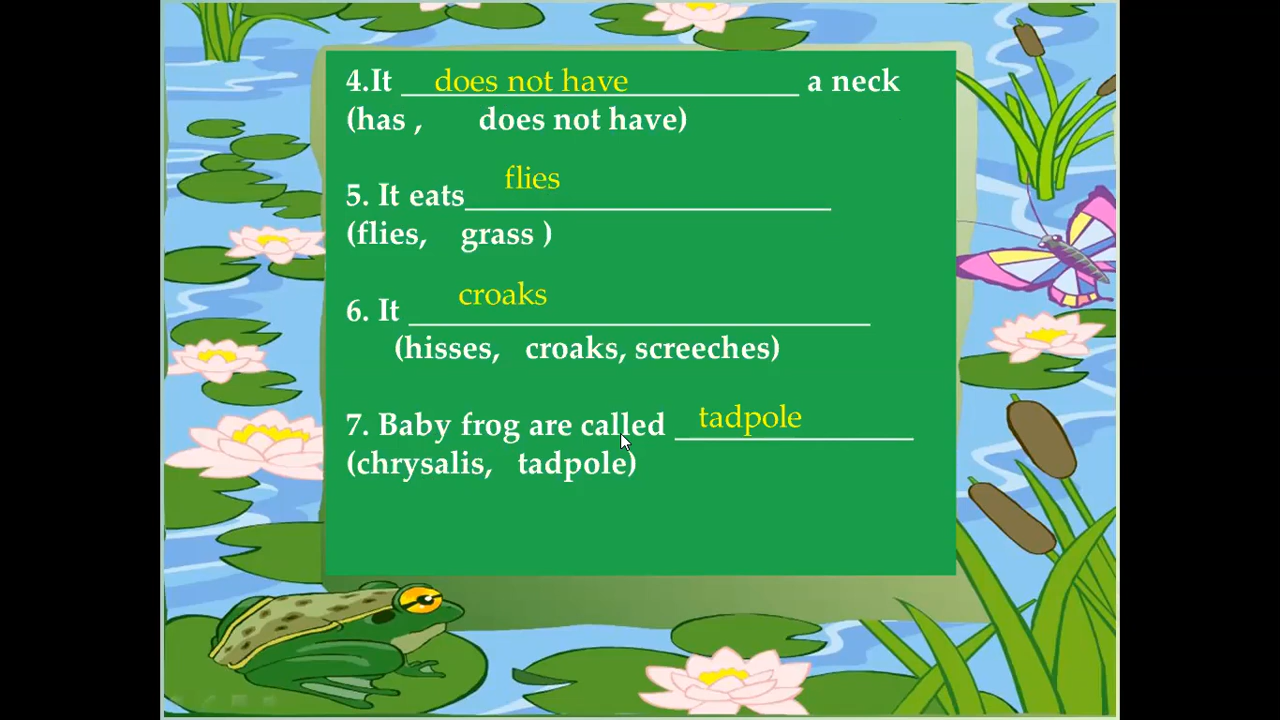 4.It does not have a neck
(has , does not have)
5. It eats flies
(flies, grass )
6. It croaks
(hisses, croaks, screeches)
7. Baby frog are called tadpole
(chrysalis, tadpole)